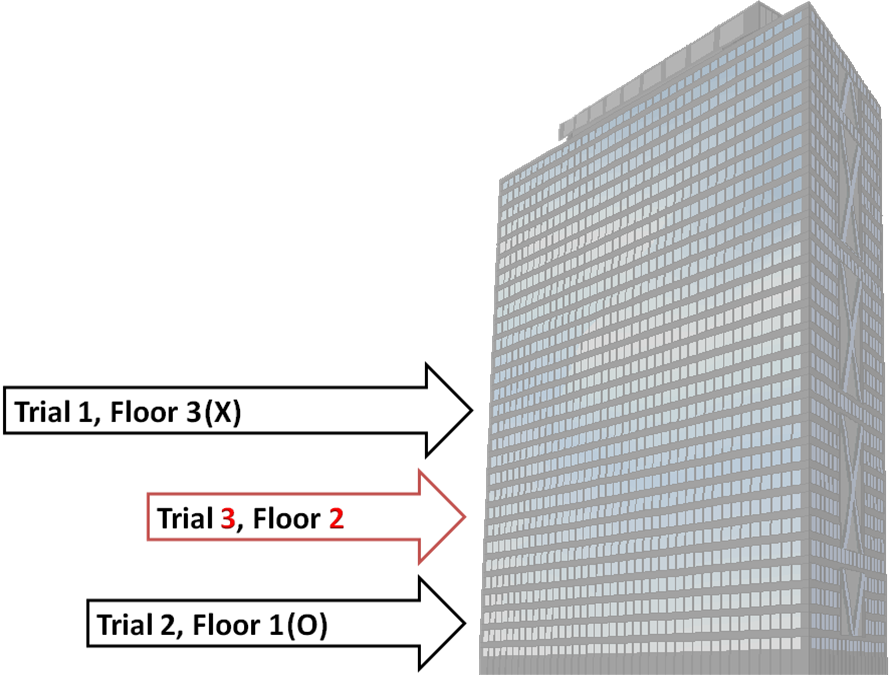 Trial 1, Floor 3(X)
Trial 3, Floor 2
Trial 2, Floor 1(O)